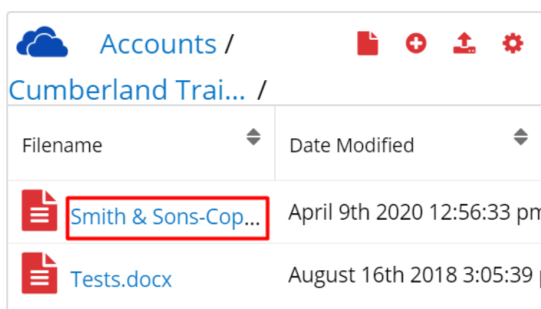 Accounts /
Cumberland Trai... /
Filename Date Modified
Smith & Sons-Cop... April 9th 2020 12:56:33 pm
Tests.docx August 16th 2018 3:05:39